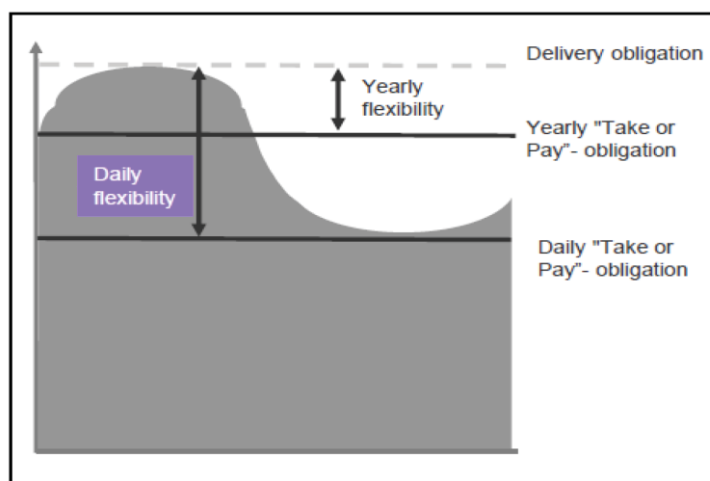 Delivery obligation
Yearly
flexibility
Yearly "Take or
Pay"- obligation
Daily
flexibility
Daily "Take or
Pay"- obligation